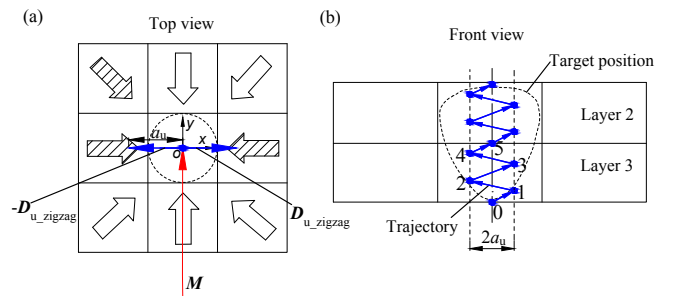 (a)
Top view
a_u
y
x
o
-D_u_zigzag
D_u_zigzag
M
(b)
Front view
Target position
Layer 2
Layer 3
5
4
3
2
1
0
Trajectory
2a_u